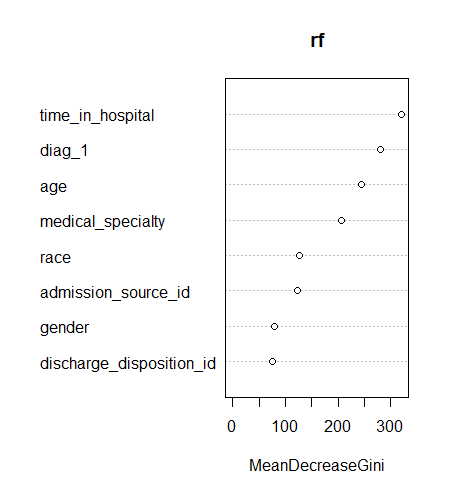 rf
time_in_hospital
diag_1
age
medical_specialty
race
admission_source_id
gender
discharge_disposition_id
0 100 200 300
MeanDecreaseGini